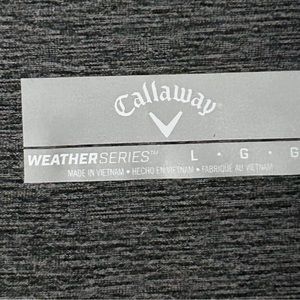 Callaway
WEATHERSERIES™ L · G · G
MADE IN VIETNAM • HECHO EN VIETNAM • FABRIQUÉ AU VIETNAM